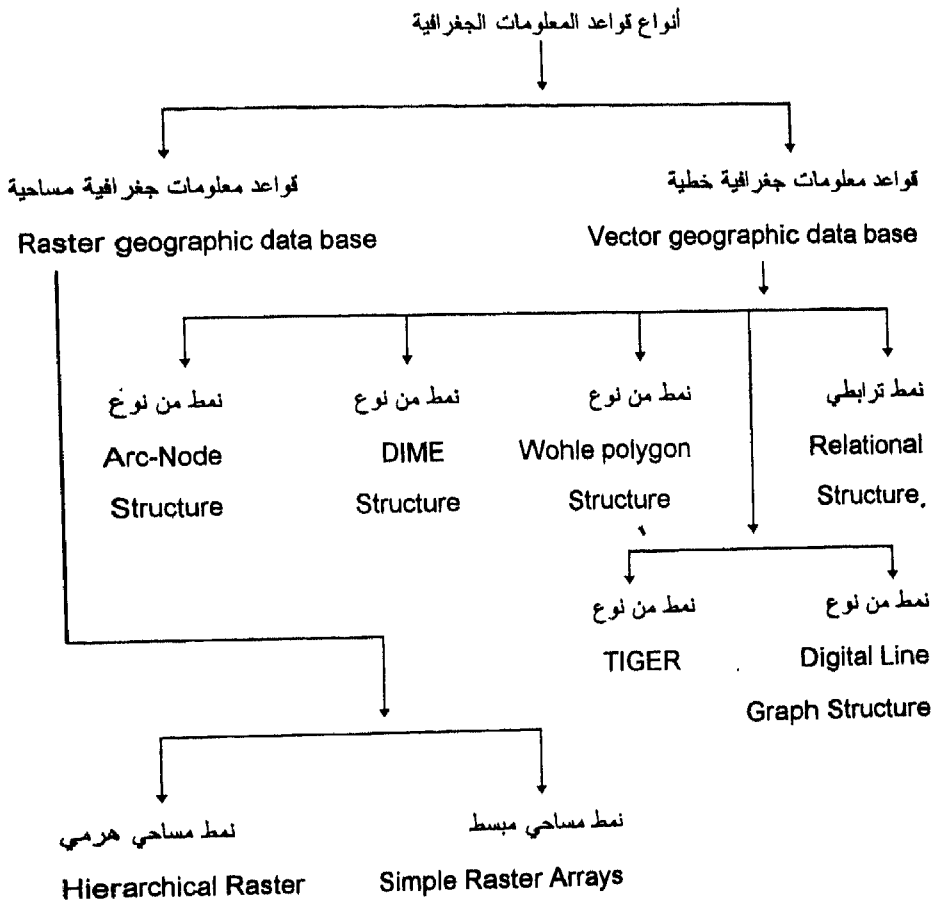 أنواع قواعد المعلومات الجغرافية
قواعد معلومات جغرافية خطية
Vector geographic data base
قواعد معلومات جغرافية مساحية
Raster geographic data base
نمط ترابطي
Relational
Structure.
نمط من نوع
Wohle polygon
Structure
نمط من نوع
DIME
Structure
نمط من نوع
Arc-Node
Structure
نمط من نوع
Digital Line
Graph Structure
نمط من نوع
TIGER
نمط مساحي مبسط
Simple Raster Arrays
نمط مساحي هرمي
Hierarchical Raster